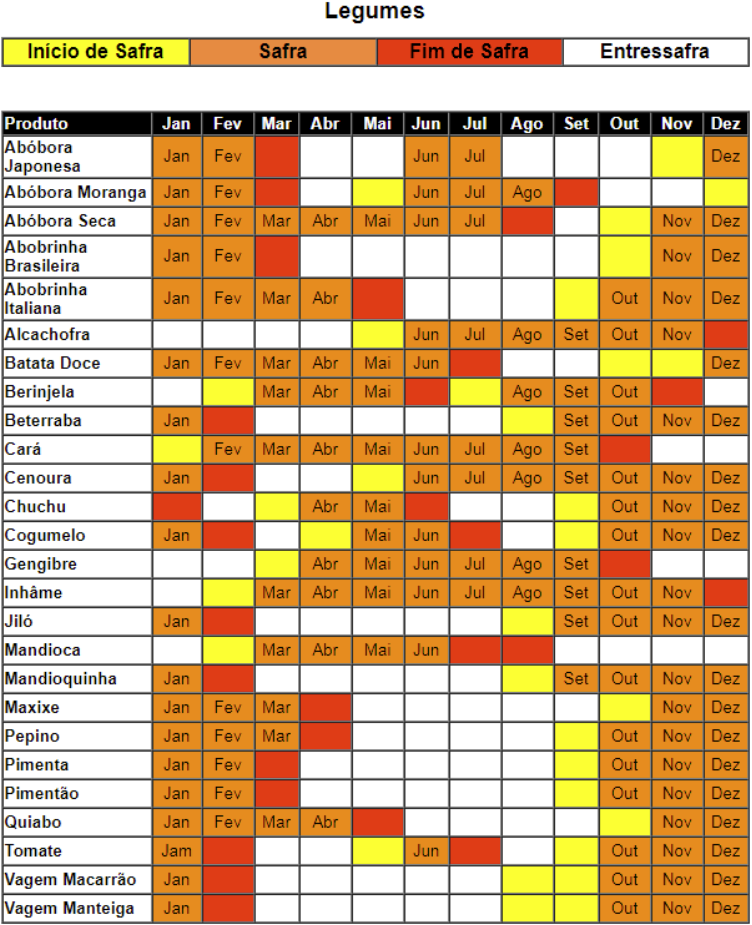 Legumes
Início de Safra Safra Fim de Safra Entressafra
Produto Jan Fev Mar Abr Mai Jun Jul Ago Set Out Nov Dez
Abóbora
Japonesa Jan Fev Jun Jul Dez
Abóbora Moranga Jan Fev Jun Jul Ago
Abóbora Seca Jan Fev Mar Abr Mai Jun Jul Nov Dez
Abobrinha
Brasileira Jan Fev Nov Dez
Abobrinha
Italiana Jan Fev Mar Abr Out Nov Dez
Alcachofra Jun Jul Ago Set Out Nov
Batata Doce Jan Fev Mar Abr Mai Jun Dez
Berinjela Mar Abr Mai Ago Set Out
Beterraba Jan Set Out Nov Dez
Cará Fev Mar Abr Mai Jun Jul Ago Set
Cenoura Jan Jun Jul Ago Set Out Nov Dez
Chuchu Abr Mai Out Nov Dez
Cogumelo Jan Mai Jun Out Nov Dez
Gengibre Abr Mai Jun Jul Ago Set
Inhâme Mar Abr Mai Jun Jul Ago Set Out Nov
Jiló Jan Set Out Nov Dez
Mandioca Mar Abr Mai Jun
Mandioquinha Jan Set Out Nov Dez
Maxixe Jan Fev Mar Nov Dez
Pepino Jan Fev Mar Out Nov Dez
Pimenta Jan Fev Out Nov Dez
Pimentão Jan Fev Out Nov Dez
Quiabo Jan Fev Mar Abr Nov Dez
Tomate Jam Jun Out Nov Dez
Vagem Macarrão Jan Out Nov Dez
Vagem Manteiga Jan Out Nov Dez